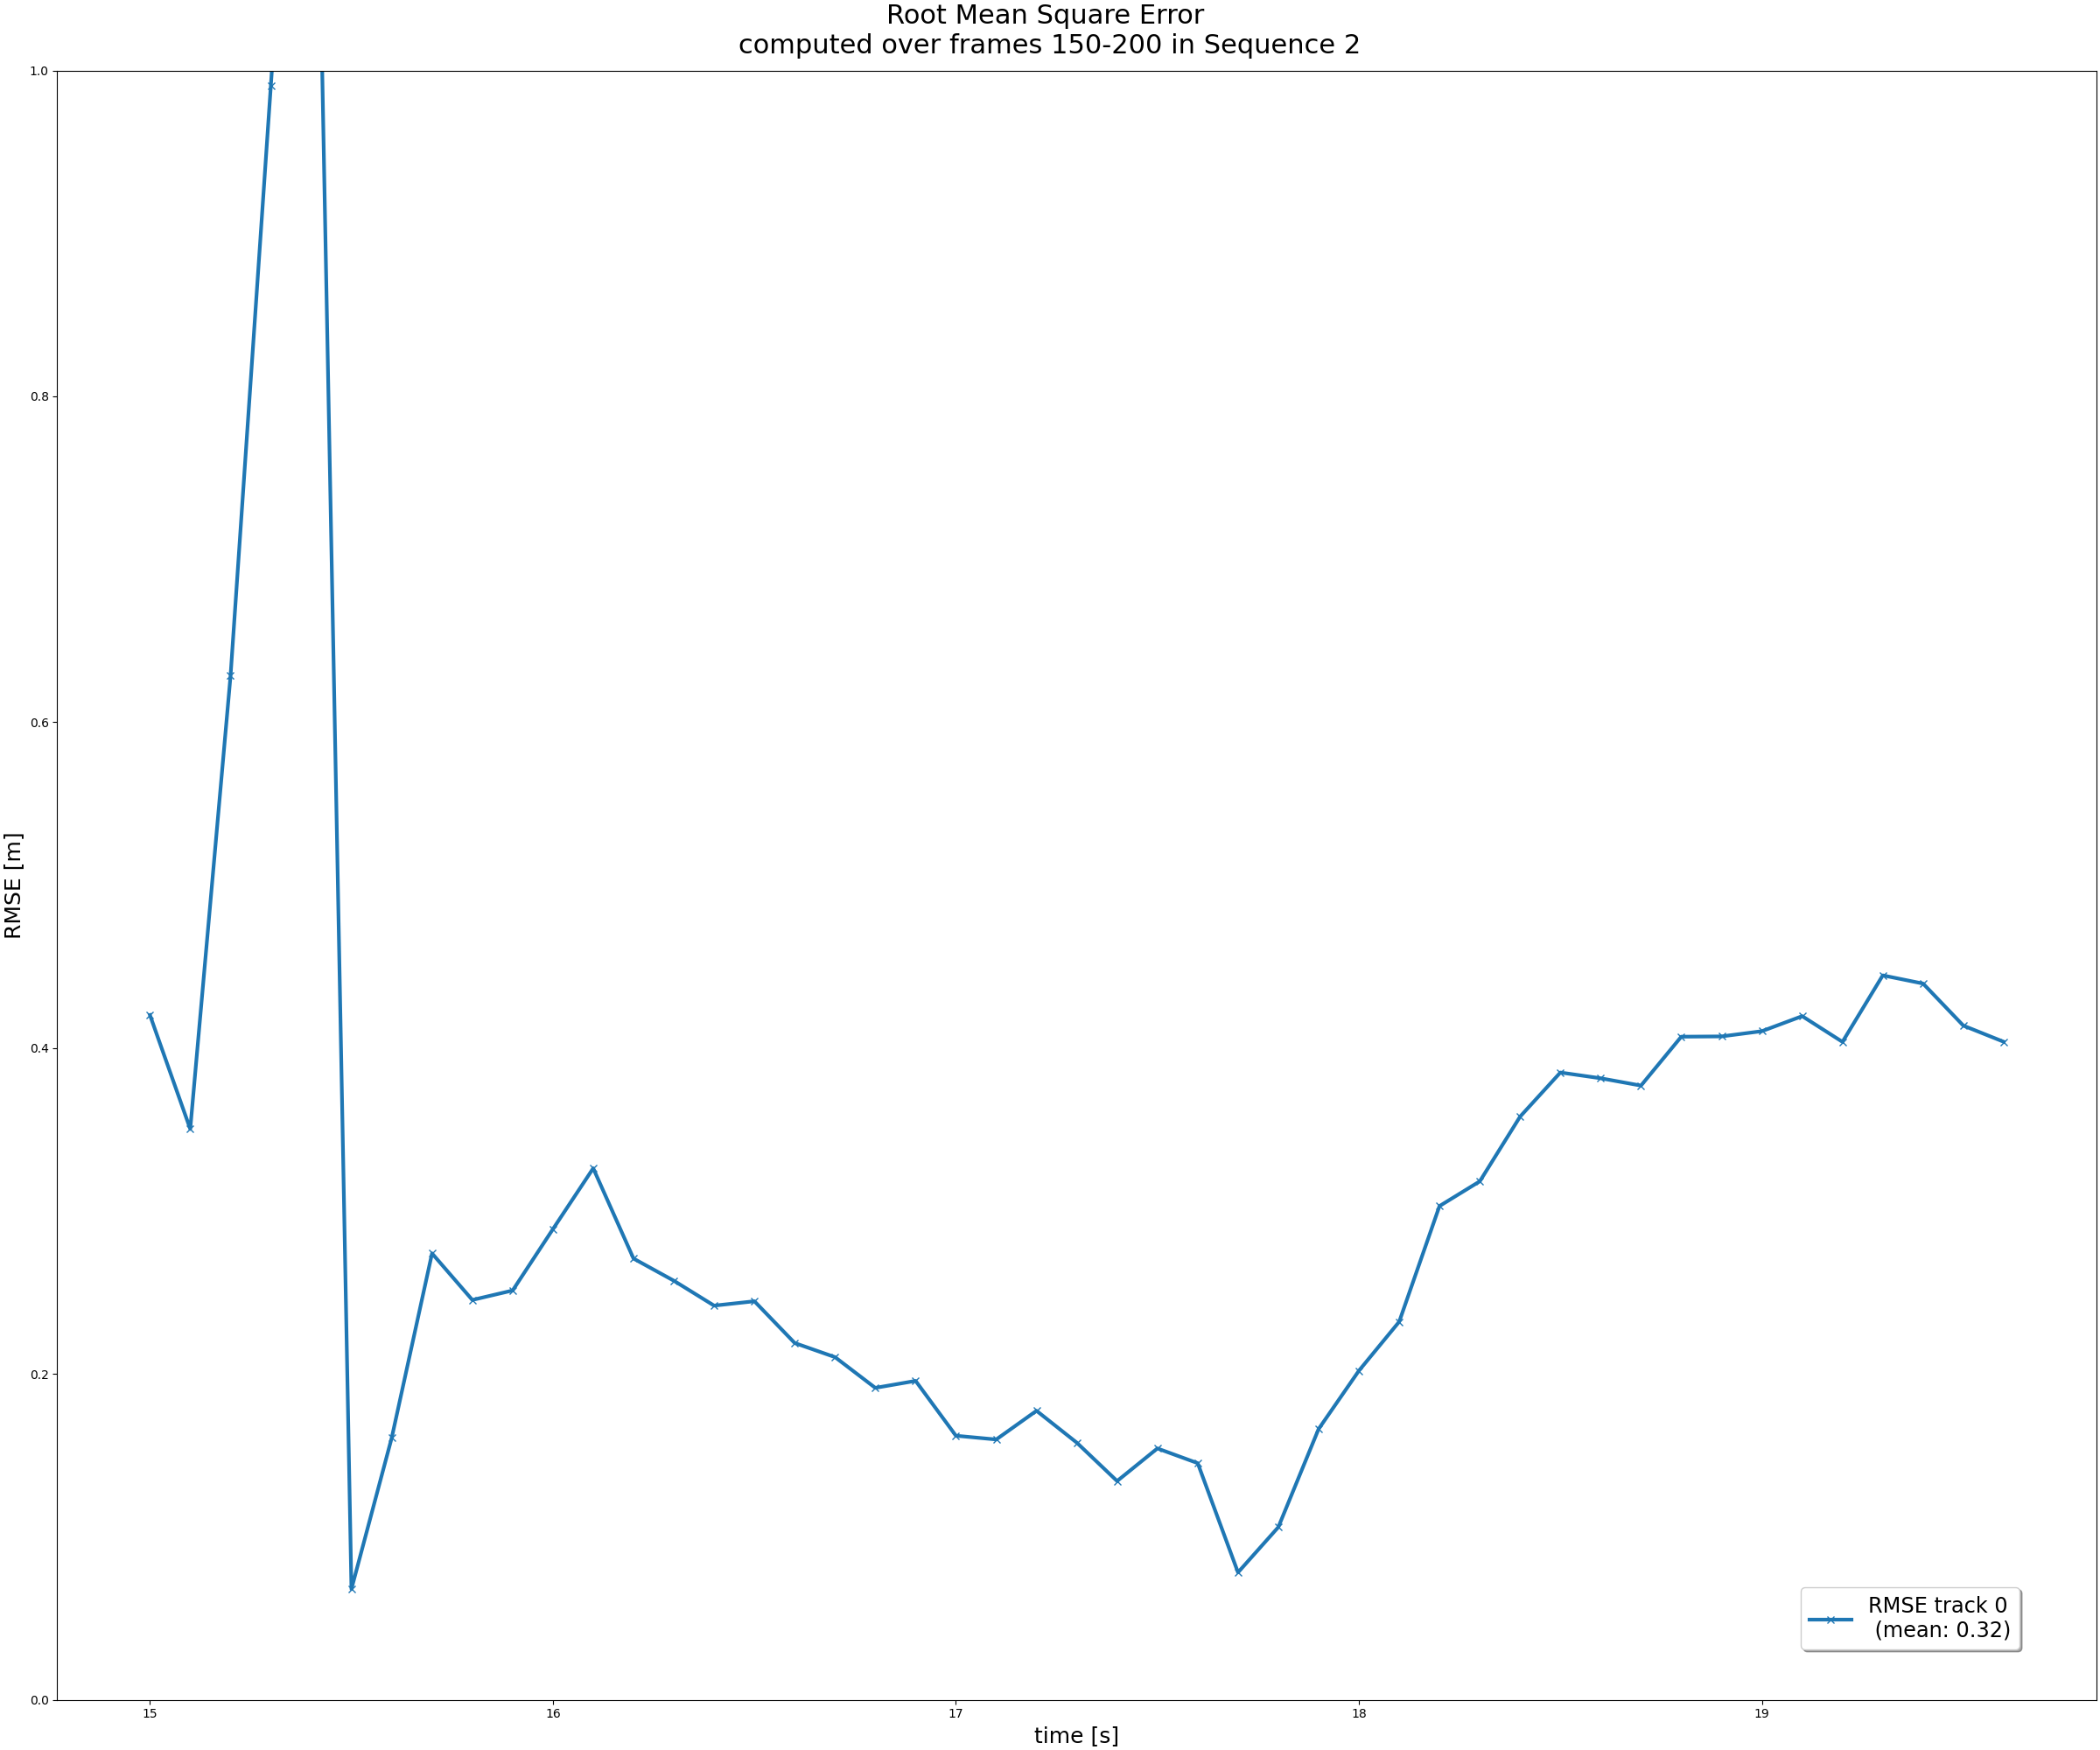 Root Mean Square Error
computed over frames 150-200 in Sequence 2
1.0
0.8
0.6
0.4
0.2
0.0
RMSE [m]
15
16
17
18
19
time [s]
RMSE track 0
(mean: 0.32)